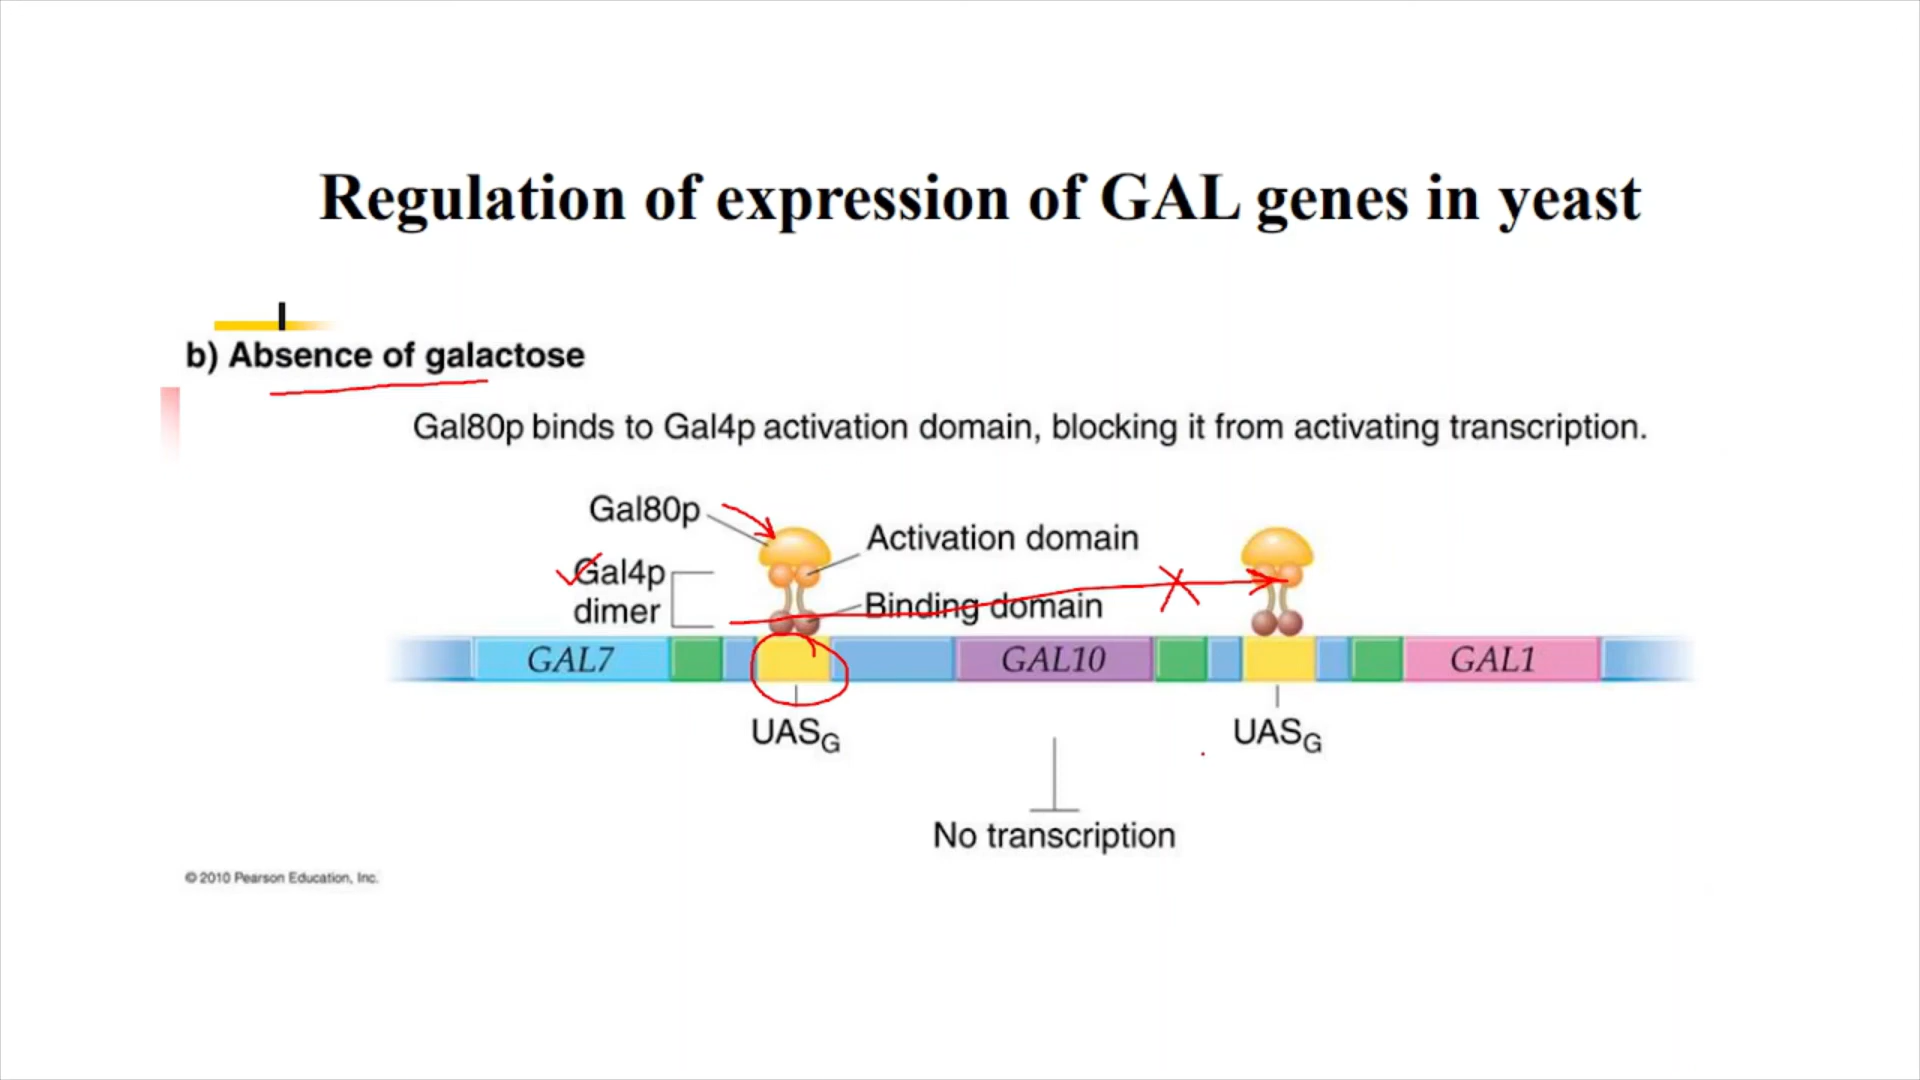 Regulation of expression of GAL genes in yeast
b) Absence of galactose
Gal80p binds to Gal4p activation domain, blocking it from activating transcription.
Gal80p
Activation domain
Gal4p
dimer
Binding domain
GAL7
GAL10
GAL1
UASG
UASG
No transcription
© 2010 Pearson Education, Inc.